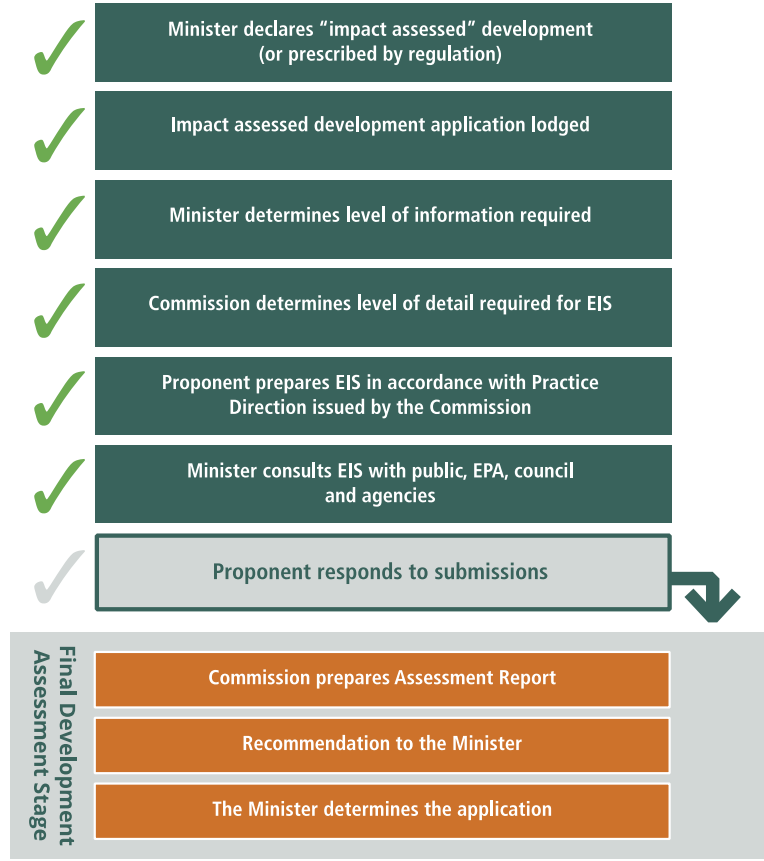 Minister declares “impact assessed” development
(or prescribed by regulation)
Impact assessed development application lodged
Minister determines level of information required
Commission determines level of detail required for EIS
Proponent prepares EIS in accordance with Practice
Direction issued by the Commission
Minister consults EIS with public, EPA, council
and agencies
Proponent responds to submissions
Final Development
Assessment Stage
Commission prepares Assessment Report
Recommendation to the Minister
The Minister determines the application